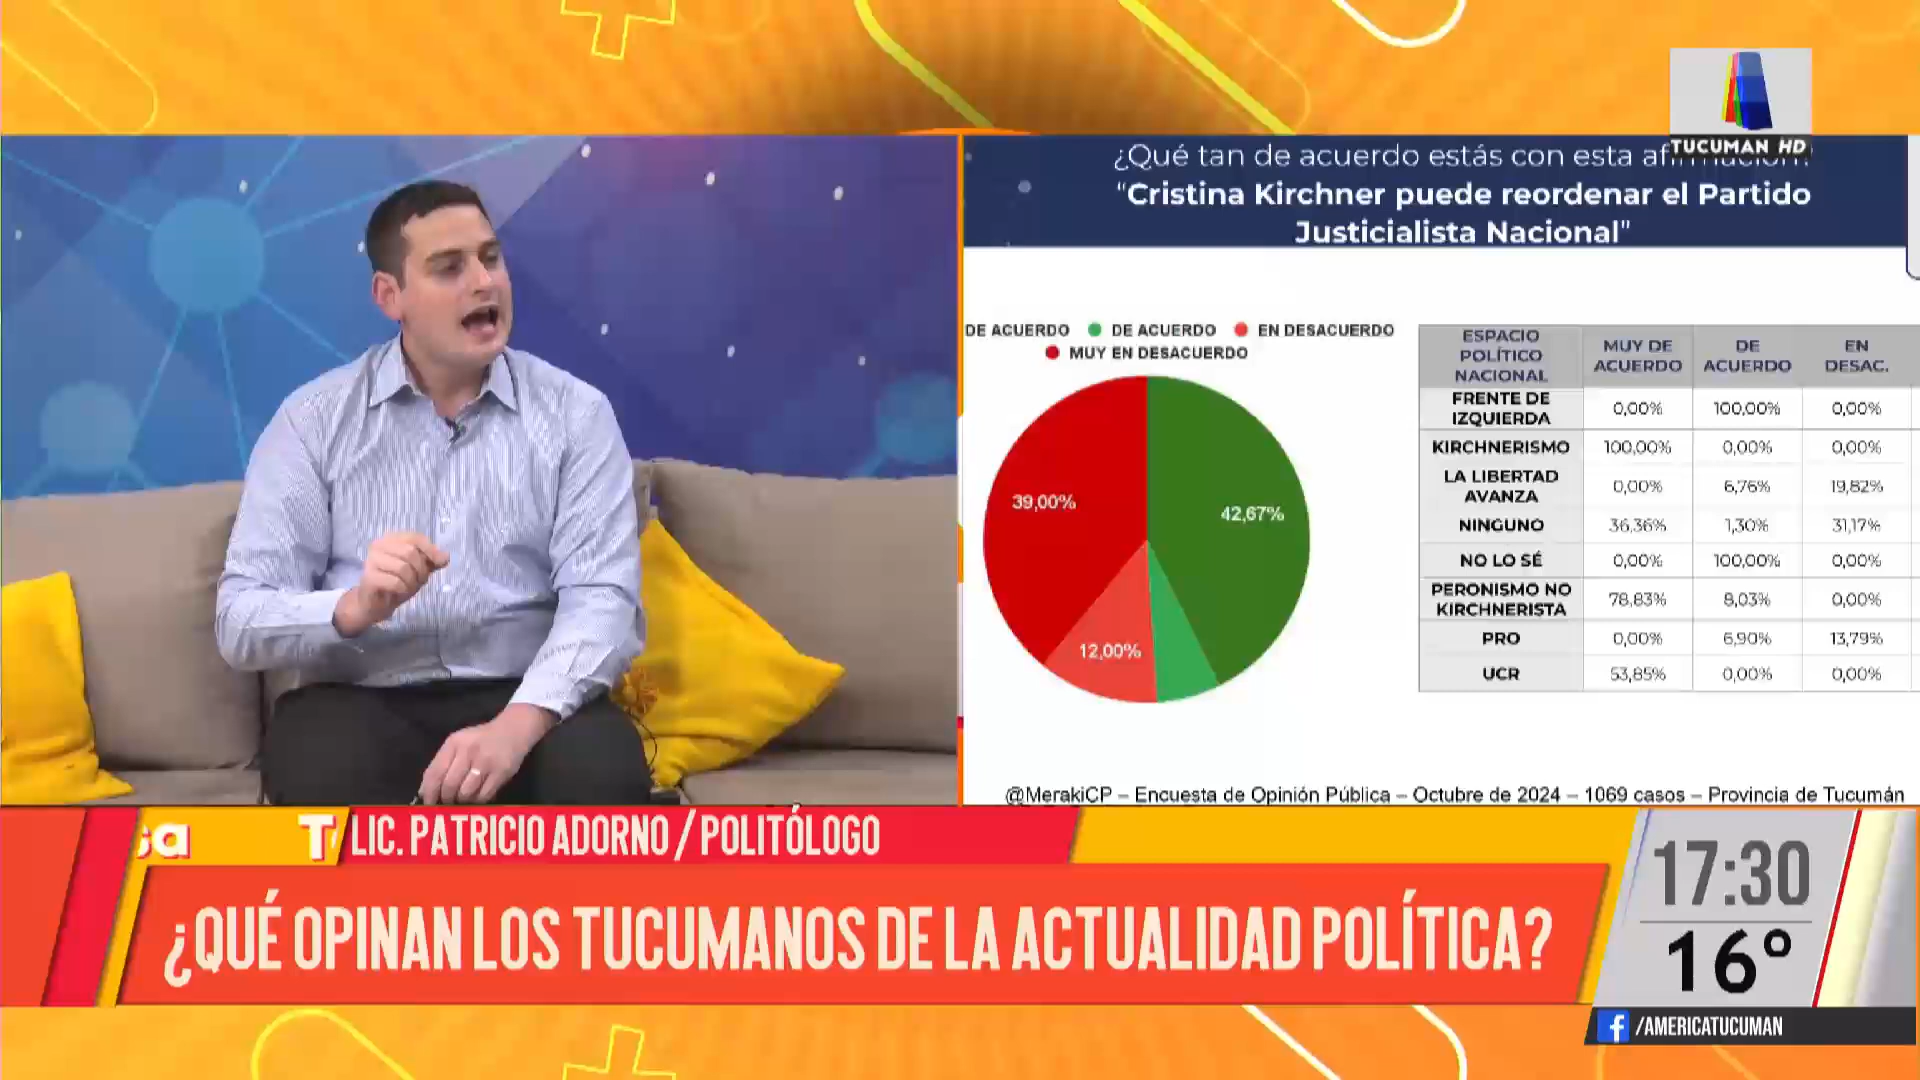 TUCUMAN HD
¿Qué tan de acuerdo estás con esta
"Cristina Kirchner puede reordenar el Partido
Justicialista Nacional"
DE ACUERDO DE ACUERDO EN DESACUERDO
MUY EN DESACUERDO
39,00%
42,67%
12,00%
ESPACIO POLÍTICO NACIONAL MUY DE ACUERDO DE ACUERDO EN DESAC.
FRENTE DE IZQUIERDA 0,00% 100,00% 0,00%
KIRCHNERISMO 100,00% 0,00% 0,00%
LA LIBERTAD AVANZA 0,00% 6,76% 19,82%
NINGUNO 36,36% 1,30% 31,17%
NO LO SÉ 0,00% 100,00% 0,00%
PERONISMO NO KIRCHNERISTA 78,83% 8,03% 0,00%
PRO 0,00% 6,90% 13,79%
UCR 53,85% 0,00% 0,00%
@MerakiCP – Encuesta de Opinión Pública – Octubre de 2024 – 1069 casos – Provincia de Tucumán
LIC. PATRICIO ADORNO / POLITÓLOGO
¿QUÉ OPINAN LOS TUCUMANOS DE LA ACTUALIDAD POLÍTICA?
17:30
16°
/AMERICATUCUMAN